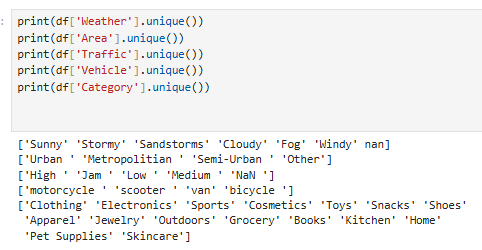 :
print(df['Weather'].unique())
print(df['Area'].unique())
print(df['Traffic'].unique())
print(df['Vehicle'].unique())
print(df['Category'].unique())
['Sunny' 'Stormy' 'Sandstorms' 'Cloudy' 'Fog' 'Windy' nan]
['Urban ' 'Metropolitian ' 'Semi-Urban ' 'Other']
['High ' 'Jam ' 'Low ' 'Medium ' 'NaN ']
['motorcycle ' 'scooter ' 'van' 'bicycle ']
['Clothing' 'Electronics' 'Sports' 'Cosmetics' 'Toys' 'Snacks' 'Shoes'
 'Apparel' 'Jewelry' 'Outdoors' 'Grocery' 'Books' 'Kitchen' 'Home'
 'Pet Supplies' 'Skincare']